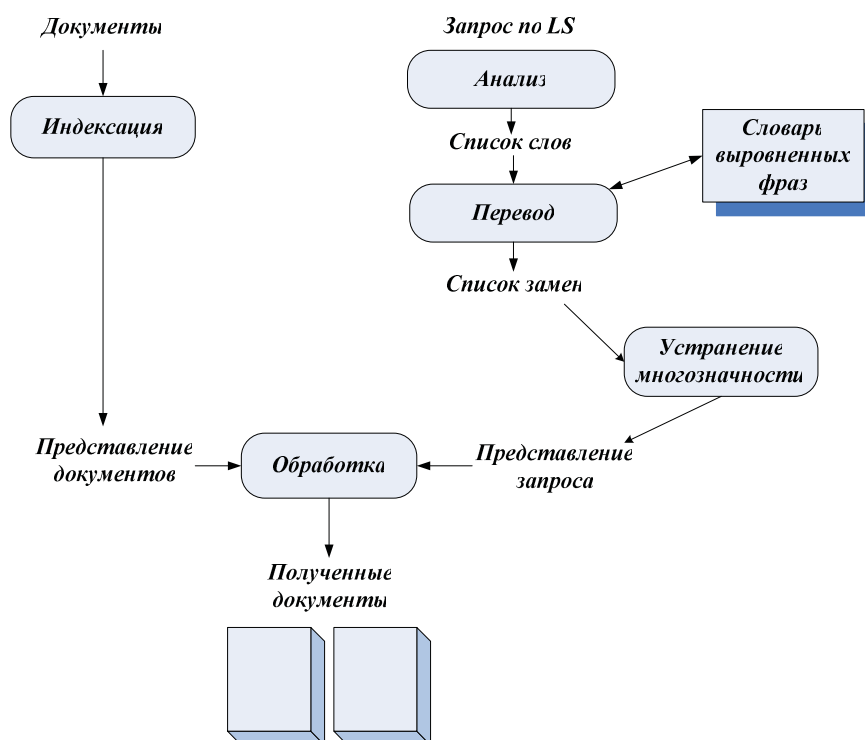 Документы
Индексация
Представление
документов
Запрос по LS
Анализ
Список слов
Перевод
Словарь
выровненных
фраз
Список замен
Устранение
многозначности
Представление
запроса
Обработка
Полученные
документы